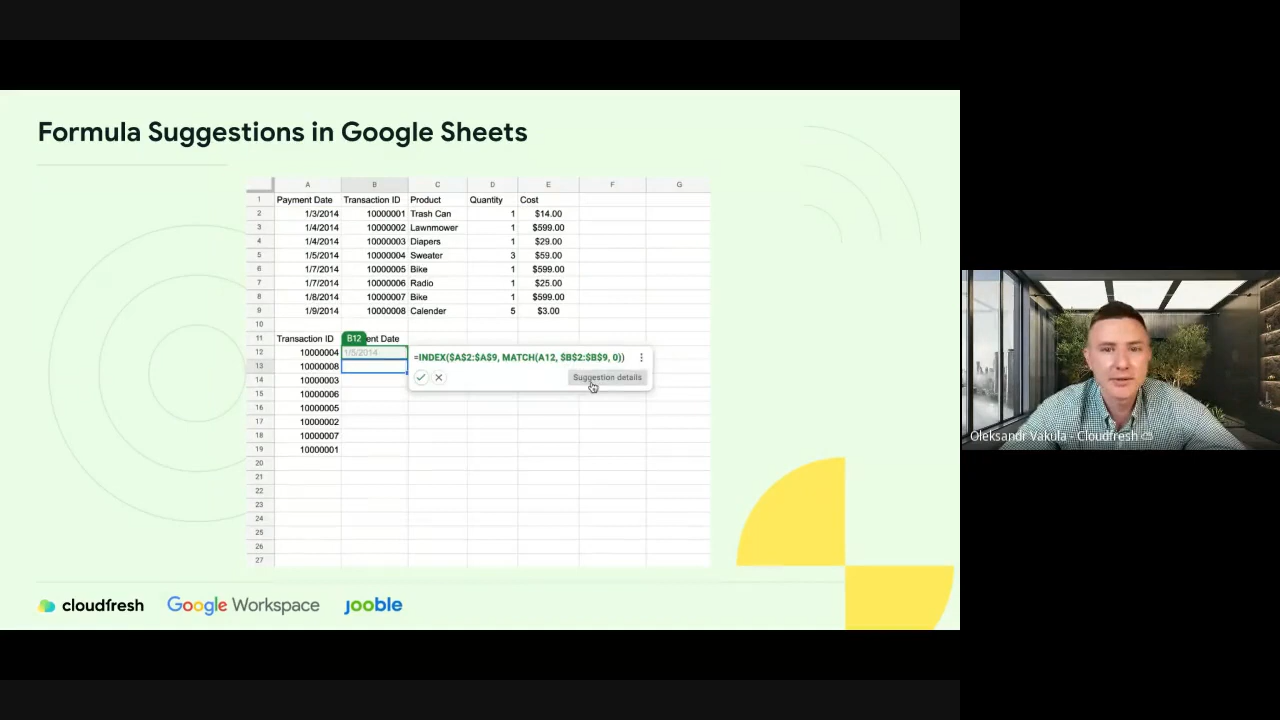 Formula Suggestions in Google Sheets
A B C D E F G
1 Payment Date Transaction ID Product Quantity Cost
2 1/3/2014 10000001 Trash Can 1 $14.00
3 1/4/2014 10000002 Lawnmower 1 $599.00
4 1/4/2014 10000003 Diapers 1 $29.00
5 1/5/2014 10000004 Sweater 3 $59.00
6 1/7/2014 10000005 Bike 1 $599.00
7 1/7/2014 10000006 Radio 1 $25.00
8 1/8/2014 10000007 Bike 1 $599.00
9 1/9/2014 10000008 Calender 5 $3.00
10
11 Transaction ID B12 ent Date
12 10000004 1/5/2014 =INDEX($A$2:$A$9, MATCH(A12, $B$2:$B$9, 0))
13 10000008 Suggestion details
14 10000003
15 10000006
16 10000005
17 10000002
18 10000007
19 10000001
20
21
22
23
24
25
26
27
Oleksandr Vakula - Cloudfresh
cloudfresh Google Workspace jooble